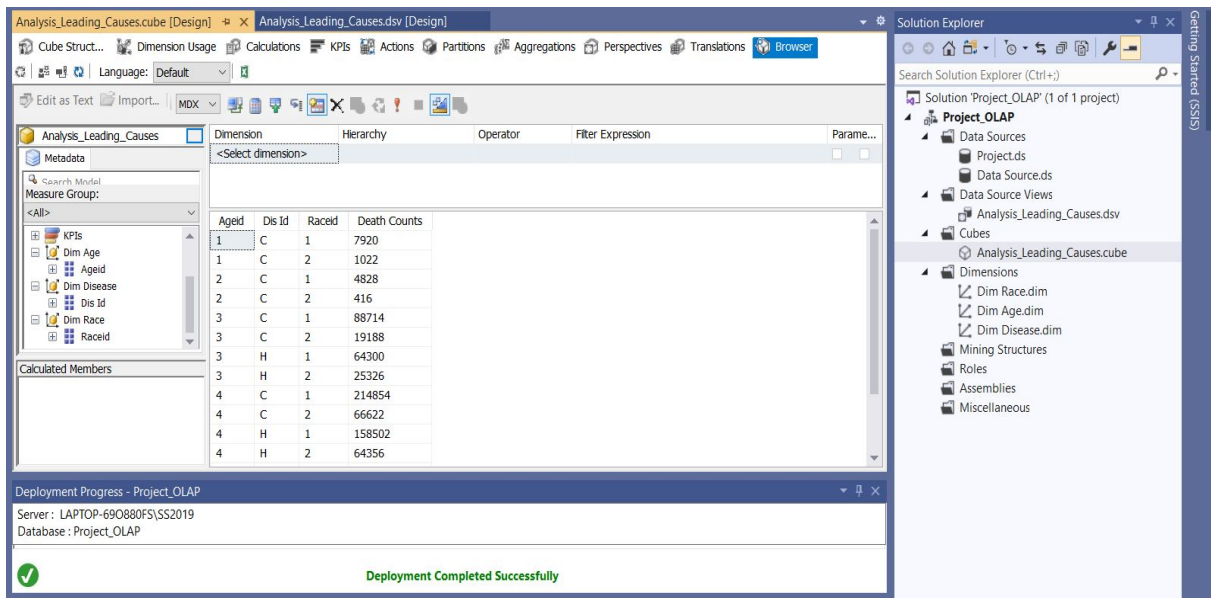 Analysis_Leading_Causes.cube [Design] Analysis_Leading_Causes.dsv [Design]
Cube Struct... Dimension Usage Calculations KPIs Actions Partitions Aggregations Perspectives Translations Browser
Language: Default
Edit as Text Import... MDX
Analysis_Leading_Causes
Metadata
Search Model
Measure Group:
<All>
KPIs
Dim Age
Ageid
Dim Disease
Dis Id
Dim Race
Raceid
Calculated Members
Dimension Hierarchy Operator Filter Expression Parame...
<Select dimension>
Ageid Dis Id Raceid Death Counts
1 C 1 7920
1 C 2 1022
2 C 1 4828
2 C 2 416
3 C 1 88714
3 C 2 19188
3 H 1 64300
3 H 2 25326
4 C 1 214854
4 C 2 66622
4 H 1 158502
4 H 2 64356
Deployment Progress - Project_OLAP
Server : LAPTOP-69O880FS\SS2019
Database : Project_OLAP
Deployment Completed Successfully
Solution Explorer
Search Solution Explorer (Ctrl+;)
Solution 'Project_OLAP' (1 of 1 project)
Project_OLAP
Data Sources
Project.ds
Data Source.ds
Data Source Views
Analysis_Leading_Causes.dsv
Cubes
Analysis_Leading_Causes.cube
Dimensions
Dim Race.dim
Dim Age.dim
Dim Disease.dim
Mining Structures
Roles
Assemblies
Miscellaneous
Getting Started (SSIS)